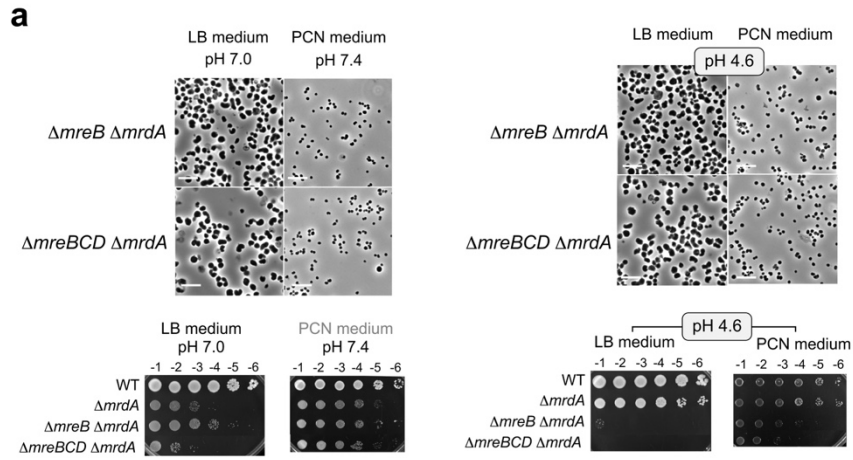 a
LB medium PCN medium
pH 7.0 pH 7.4
ΔmreB ΔmrdA
ΔmreBCD ΔmrdA
LB medium PCN medium
pH 4.6
ΔmreB ΔmrdA
ΔmreBCD ΔmrdA
LB medium PCN medium
pH 7.0 pH 7.4
-1 -2 -3 -4 -5 -6 -1 -2 -3 -4 -5 -6
WT
ΔmrdA
ΔmreB ΔmrdA
ΔmreBCD ΔmrdA
pH 4.6
LB medium PCN medium
-1 -2 -3 -4 -5 -6 -1 -2 -3 -4 -5 -6
WT
ΔmrdA
ΔmreB ΔmrdA
ΔmreBCD ΔmrdA